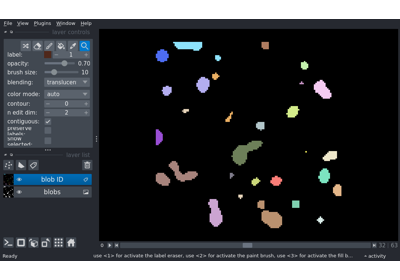 File View Plugins Window Help
layer controls
label: 1
opacity: 0.70
brush size: 10
blending: translucen
color mode: auto
contour: 0
n edit dim: 2
contiguous:
preserve labels:
show selected:
layer list
blob ID
blobs
32 63
Ready
use <1> for activate the label eraser, use <2> for activate the paint brush, use <3> for activate the fill b...
activity